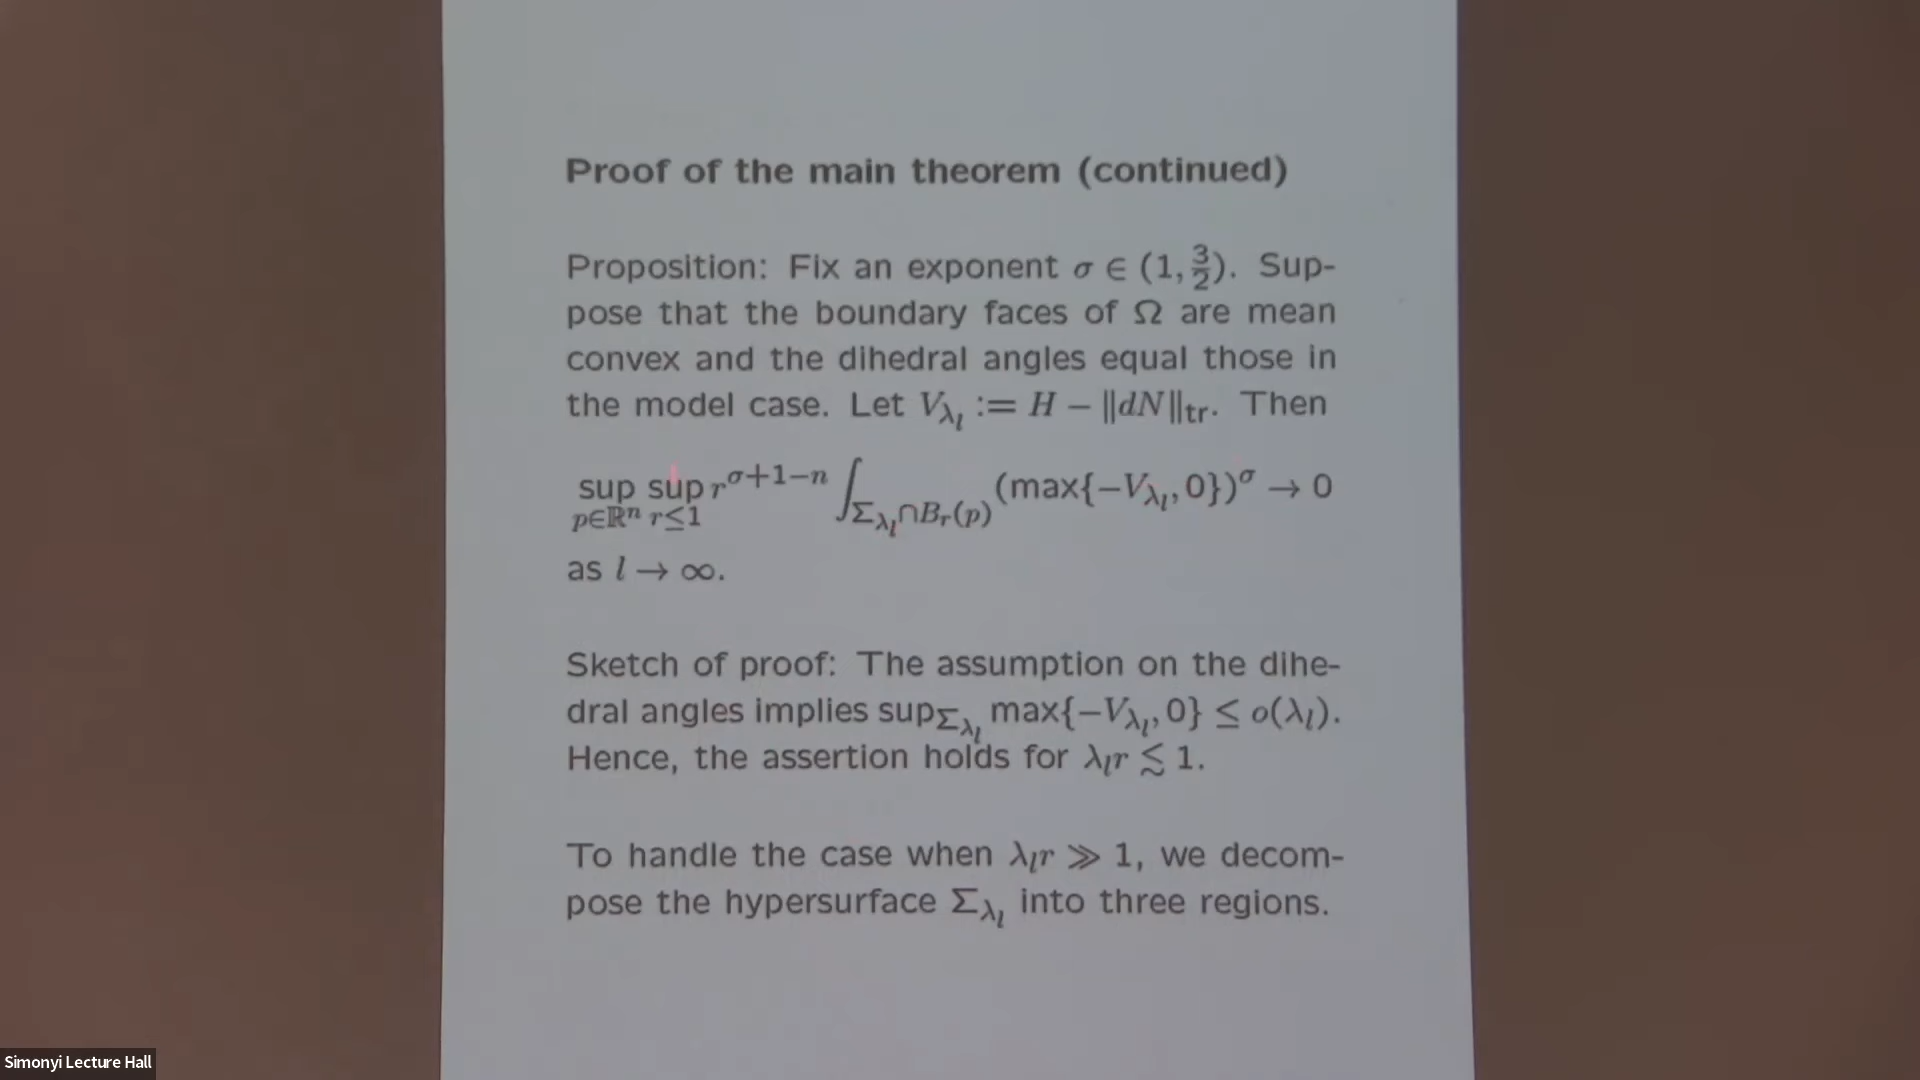 Proof of the main theorem (continued)
Proposition: Fix an exponent σ ∈ (1, 3/2). Sup-
pose that the boundary faces of Ω are mean
convex and the dihedral angles equal those in
the model case. Let V_{λ_l} := H − ‖dN‖_{tr}. Then
sup_{p∈ℝⁿ} sup_{r≤1} r^{σ+1−n} ∫_{Σ_{λ_l}∩B_r(p)} (max{−V_{λ_l}, 0})^σ → 0
as l → ∞.
Sketch of proof: The assumption on the dihe-
dral angles implies sup_{Σ_{λ_l}} max{−V_{λ_l}, 0} ≤ o(λ_l).
Hence, the assertion holds for λ_l r ≲ 1.
To handle the case when λ_l r ≫ 1, we decom-
pose the hypersurface Σ_{λ_l} into three regions.
Simonyi Lecture Hall